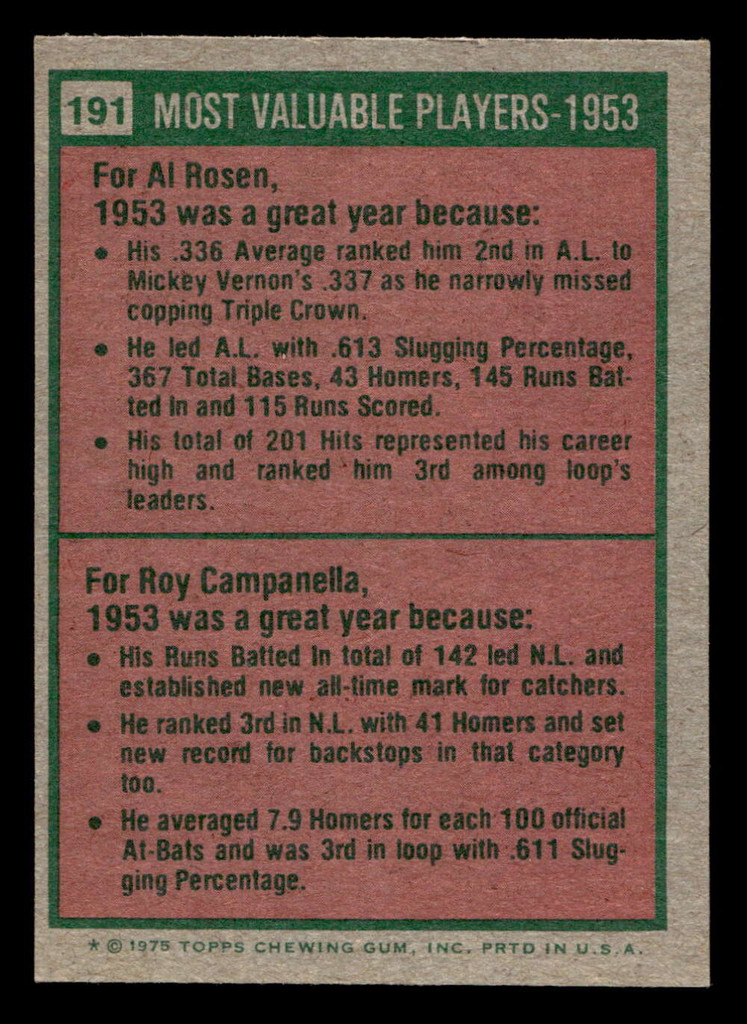 191 MOST VALUABLE PLAYERS-1953
For Al Rosen,
1953 was a great year because:
• His .336 Average ranked him 2nd in A.L. to
Mickey Vernon's .337 as he narrowly missed
copping Triple Crown.
• He led A.L. with .613 Slugging Percentage,
367 Total Bases, 43 Homers, 145 Runs Bat-
ted In and 115 Runs Scored.
• His total of 201 Hits represented his career
high and ranked him 3rd among loop's
leaders.
For Roy Campanella,
1953 was a great year because:
• His Runs Batted In total of 142 led N.L. and
established new all-time mark for catchers.
• He ranked 3rd in N.L. with 41 Homers and set
new record for backstops in that category
too.
• He averaged 7.9 Homers for each 100 official
At-Bats and was 3rd in loop with .611 Slug-
ging Percentage.
* © 1975 TOPPS CHEWING GUM, INC. PRTD IN U.S.A.